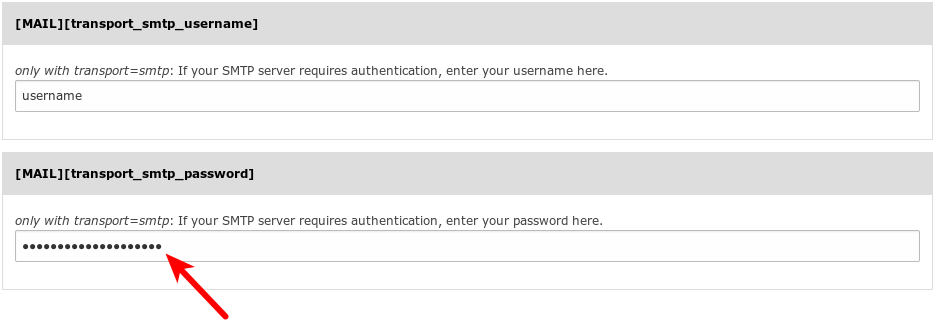 [MAIL][transport_smtp_username]
only with transport=smtp: If your SMTP server requires authentication, enter your username here.
username
[MAIL][transport_smtp_password]
only with transport=smtp: If your SMTP server requires authentication, enter your password here.
••••••••••••••••••••